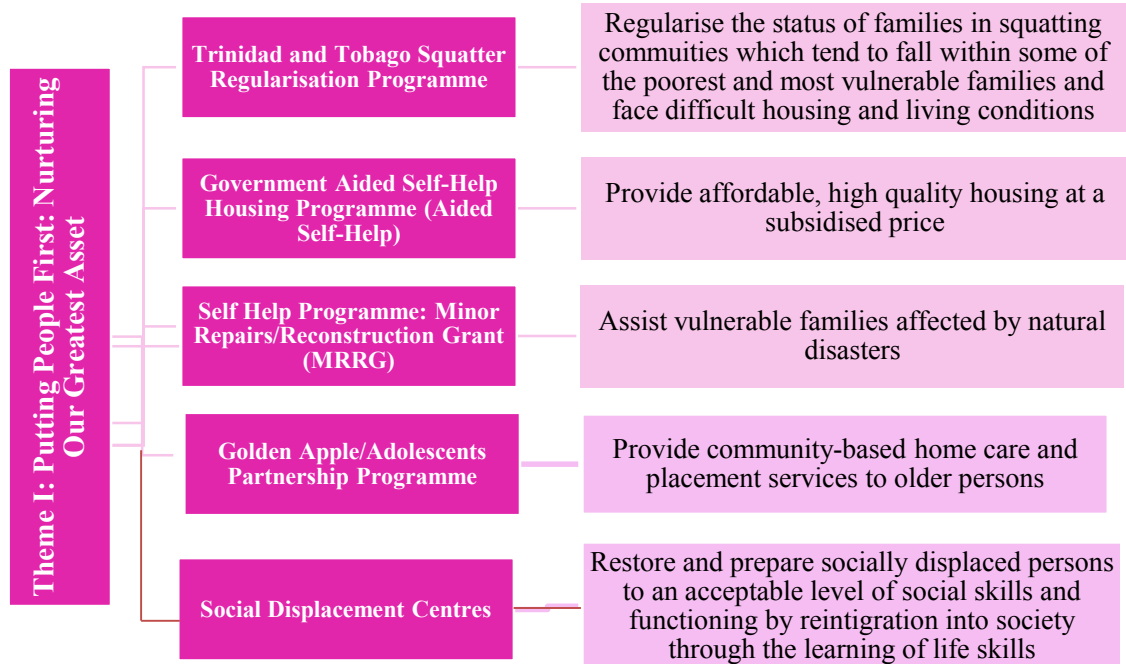 Theme I: Putting People First: Nurturing
Our Greatest Asset
Trinidad and Tobago Squatter
Regularisation Programme
Regularise the status of families in squatting
commuities which tend to fall within some of
the poorest and most vulnerable families and
face difficult housing and living conditions
Government Aided Self-Help
Housing Programme (Aided
Self-Help)
Provide affordable, high quality housing at a
subsidised price
Self Help Programme: Minor
Repairs/Reconstruction Grant
(MRRG)
Assist vulnerable families affected by natural
disasters
Golden Apple/Adolescents
Partnership Programme
Provide community-based home care and
placement services to older persons
Social Displacement Centres
Restore and prepare socially displaced persons
to an acceptable level of social skills and
functioning by reintigration into society
through the learning of life skills